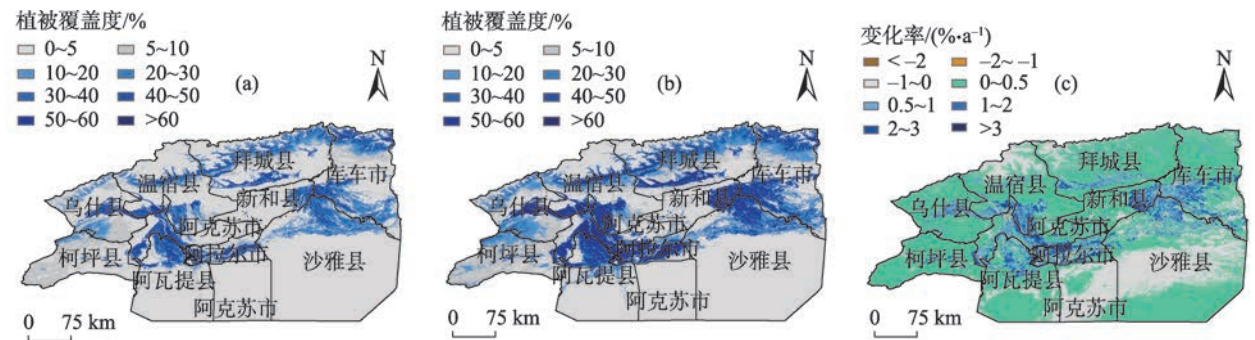 植被覆盖度/%
0~5 5~10
10~20 20~30
30~40 40~50
50~60 >60
(a)
N
拜城县
库车市
温宿县
新和县
乌什县
阿克苏市
柯坪县
阿拉尔市
沙雅县
阿瓦提县
阿克苏市
0 75 km
植被覆盖度/%
0~5 5~10
10~20 20~30
30~40 40~50
50~60 >60
(b)
N
拜城县
库车市
温宿县
新和县
乌什县
阿克苏市
柯坪县
阿拉尔市
沙雅县
阿瓦提县
阿克苏市
0 75 km
变化率/(%·a⁻¹)
< −2 −2~ −1
−1~0 0~0.5
0.5~1 1~2
2~3 >3
(c)
N
拜城县
库车市
温宿县
新和县
乌什县
阿克苏市
柯坪县
阿拉尔市
沙雅县
阿瓦提县
阿克苏市
0 75 km